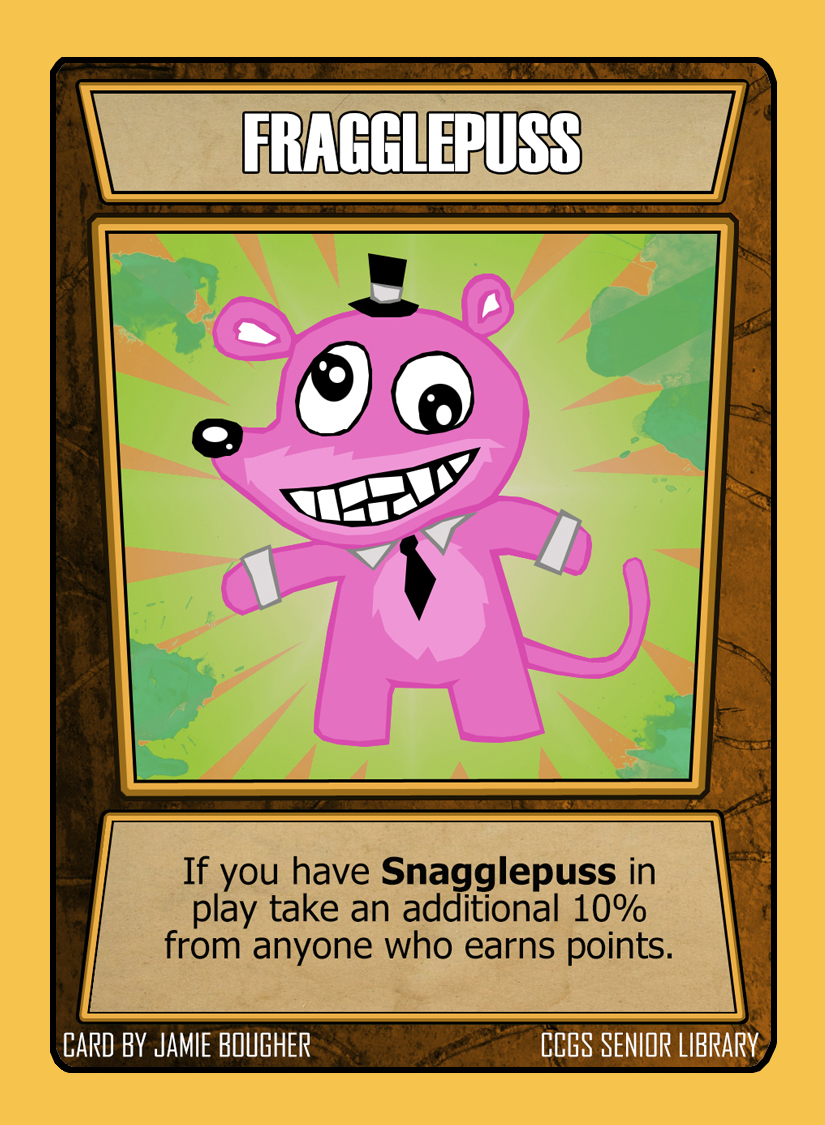 FRAGGLEPUSS
If you have Snagglepuss in
play take an additional 10%
from anyone who earns points.
CARD BY JAMIE BOUGHER
CCGS SENIOR LIBRARY